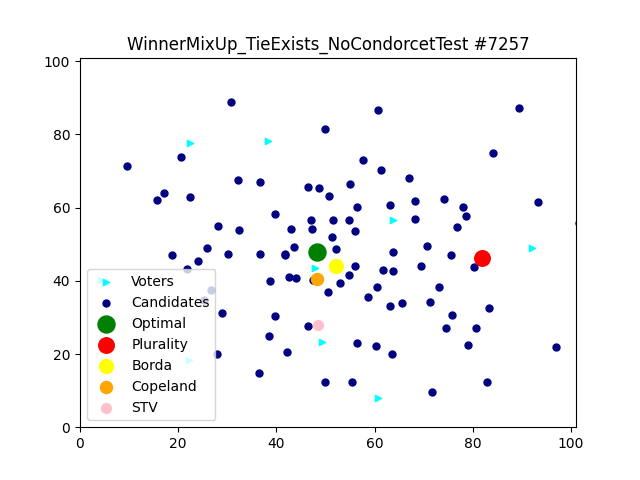 WinnerMixUp_TieExists_NoCondorcetTest #7257
100
80
60
40
20
0
Voters
Candidates
Optimal
Plurality
Borda
Copeland
STV
0 20 40 60 80 100